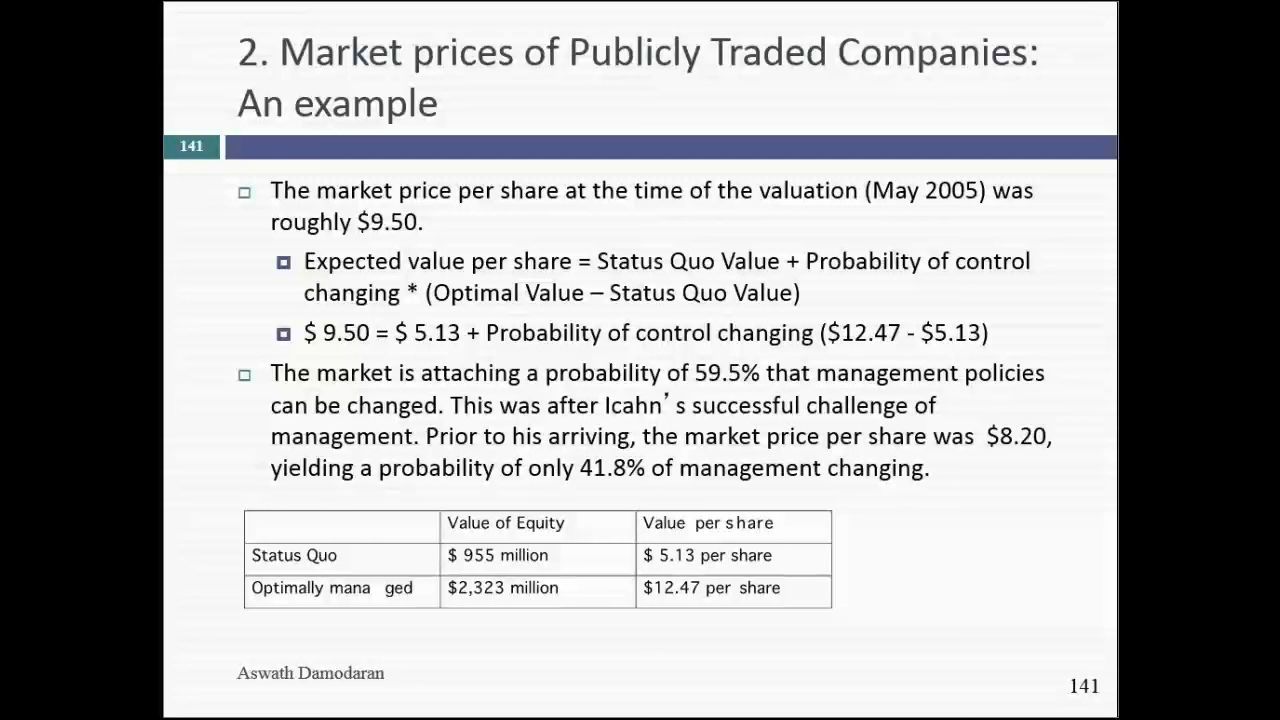 2. Market prices of Publicly Traded Companies:
An example
141
The market price per share at the time of the valuation (May 2005) was
roughly $9.50.
Expected value per share = Status Quo Value + Probability of control
changing * (Optimal Value – Status Quo Value)
$ 9.50 = $ 5.13 + Probability of control changing ($12.47 - $5.13)
The market is attaching a probability of 59.5% that management policies
can be changed. This was after Icahn’s successful challenge of
management. Prior to his arriving, the market price per share was $8.20,
yielding a probability of only 41.8% of management changing.
Value of Equity Value per share
Status Quo $ 955 million $ 5.13 per share
Optimally mana ged $2,323 million $12.47 per share
Aswath Damodaran
141